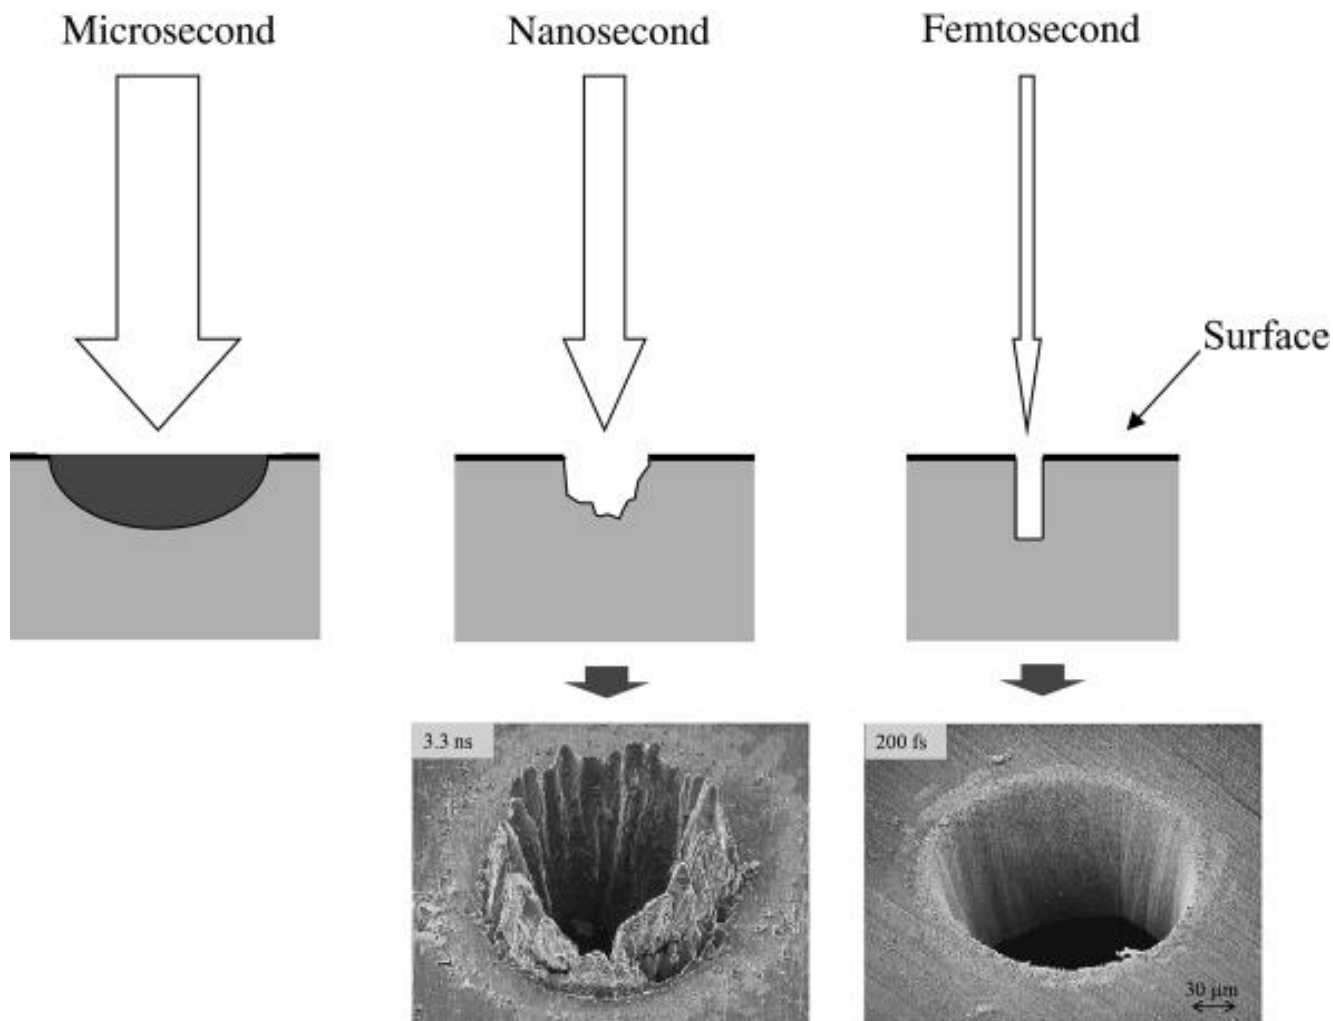 Microsecond
Nanosecond
Femtosecond
Surface
3.3 ns
200 fs
30 µm